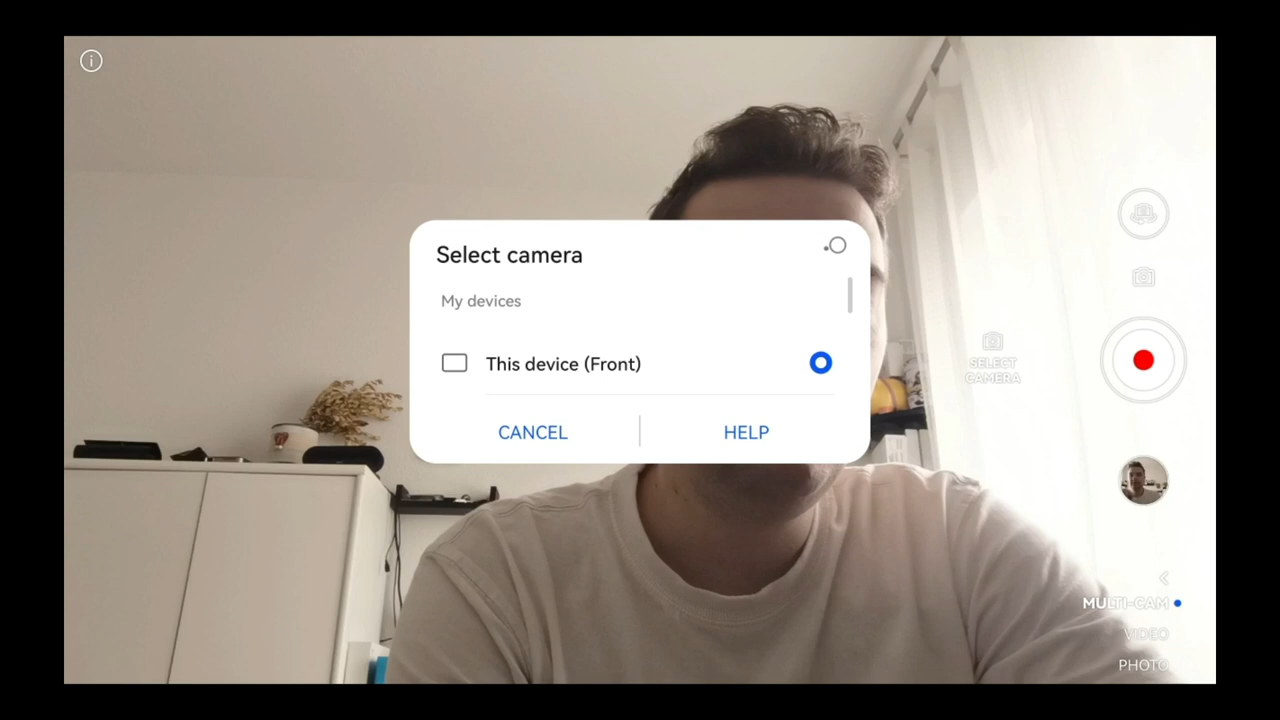 Select camera
My devices
This device (Front)
CANCEL
HELP
SELECT
CAMERA
MULTI-CAM
VIDEO
PHOTO